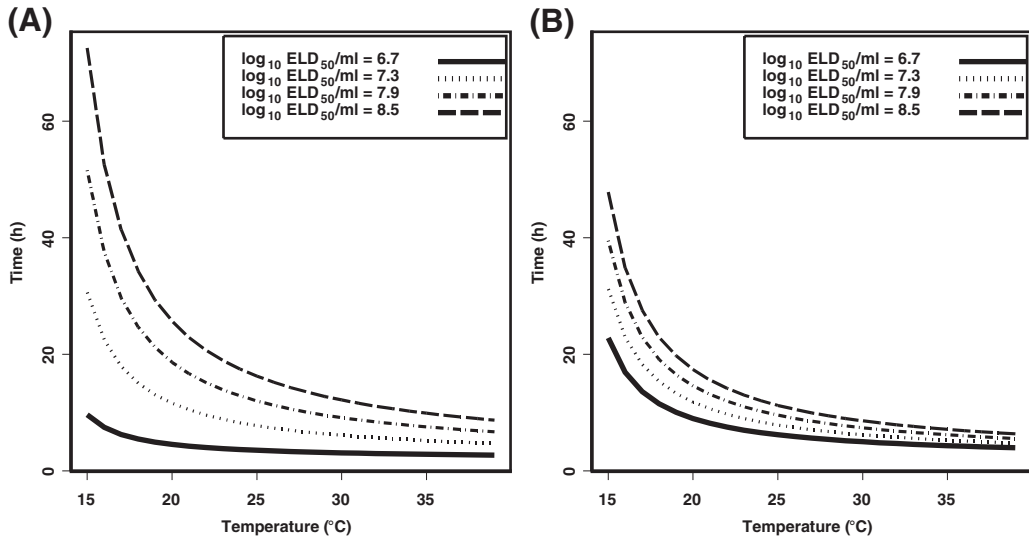 (A)
log10 ELD50/ml = 6.7
log10 ELD50/ml = 7.3
log10 ELD50/ml = 7.9
log10 ELD50/ml = 8.5
Time (h)
0
20
40
60
15
20
25
30
35
Temperature (°C)
(B)
log10 ELD50/ml = 6.7
log10 ELD50/ml = 7.3
log10 ELD50/ml = 7.9
log10 ELD50/ml = 8.5
Time (h)
0
20
40
60
15
20
25
30
35
Temperature (°C)